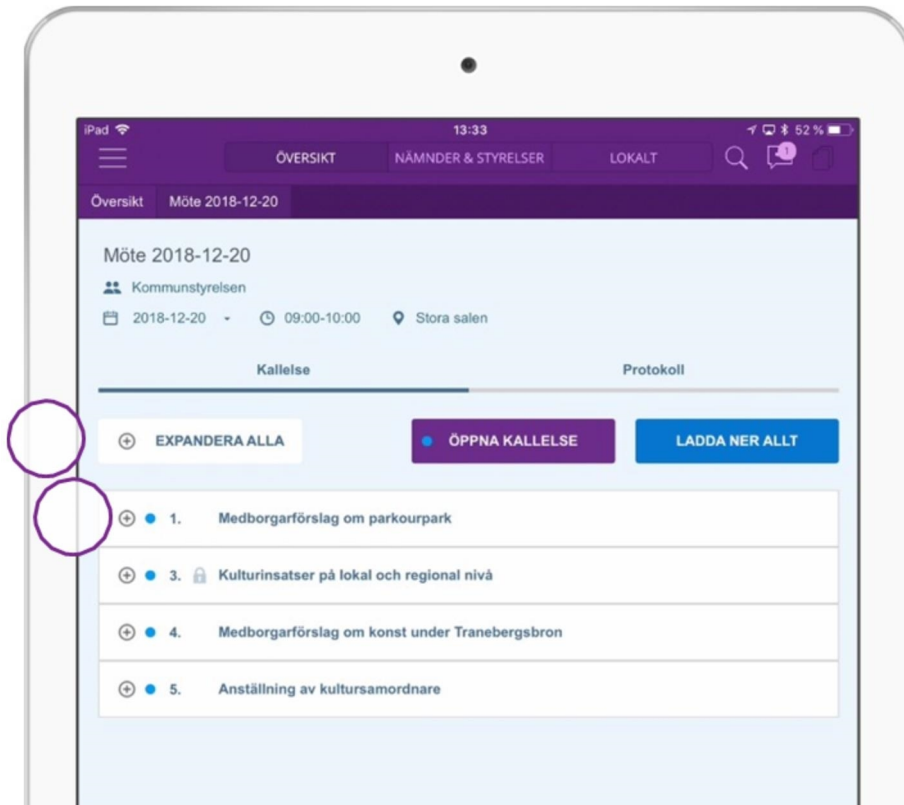 iPad 13:33 52 %
ÖVERSIKT NÄMNDER & STYRELSER LOKALT 1
Översikt Möte 2018-12-20
Möte 2018-12-20
Kommunstyrelsen
2018-12-20 09:00-10:00 Stora salen
Kallelse Protokoll
EXPANDERA ALLA ÖPPNA KALLELSE LADDA NER ALLT
1. Medborgarförslag om parkourpark
3. Kulturinsatser på lokal och regional nivå
4. Medborgarförslag om konst under Tranebergsbron
5. Anställning av kultursamordnare